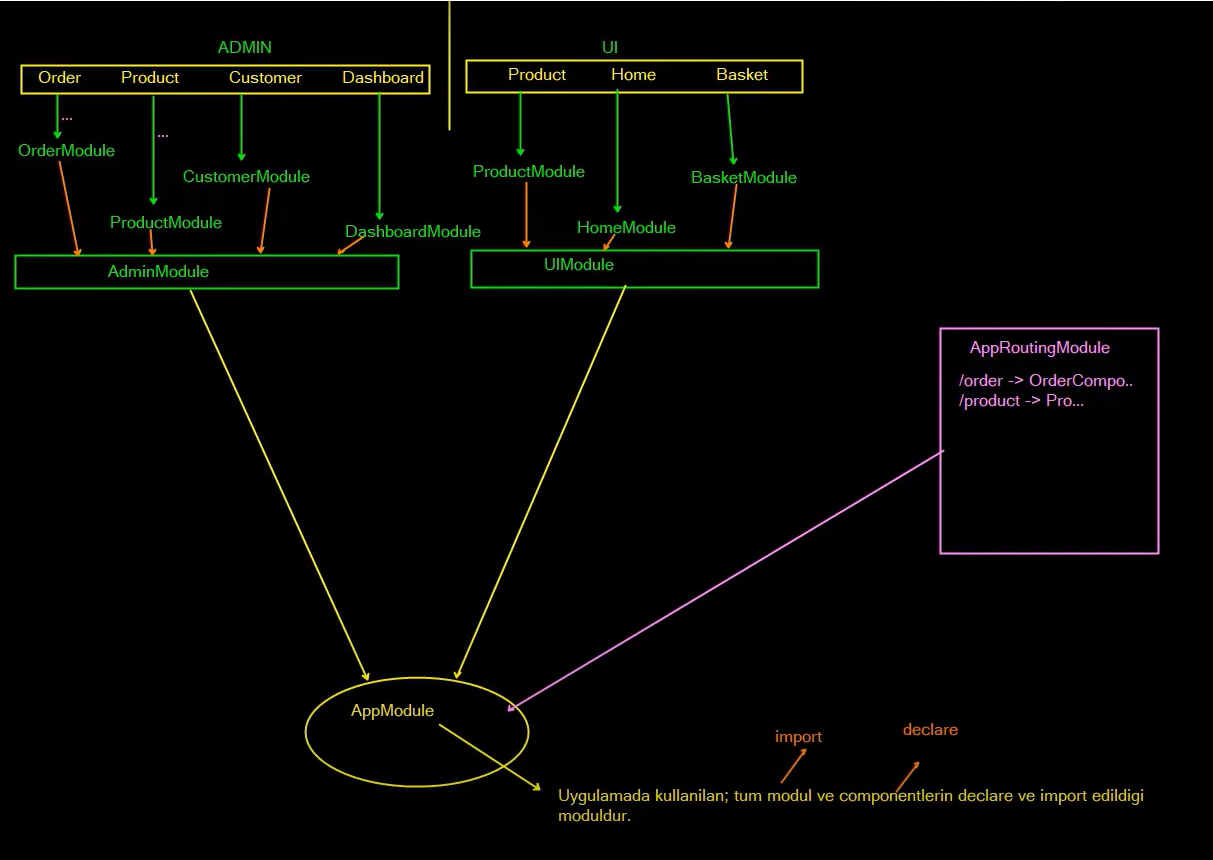 ADMIN
UI
Order Product Customer Dashboard
Product Home Basket
...
...
OrderModule
CustomerModule
ProductModule
DashboardModule
ProductModule
BasketModule
HomeModule
AdminModule
UIModule
AppRoutingModule
/order -> OrderCompo..
/product -> Pro...
AppModule
import
declare
Uygulamada kullanilan; tum modul ve componentlerin declare ve import edildigi
moduldur.